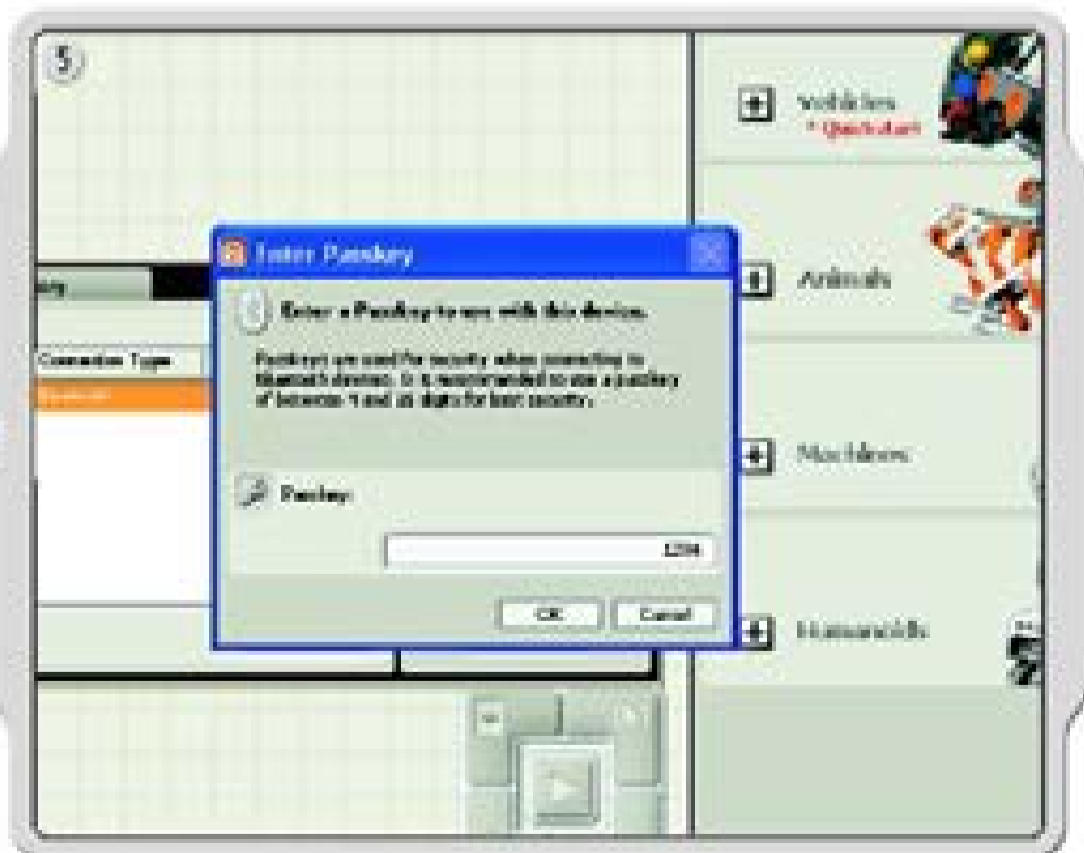 5
Vehicles
* Quickstart
Enter Passkey
Animals
Enter a Passkey to use with this device.
Connection Type
Passkeys are used for security when connecting to
Bluetooth devices. It is recommended to use a passkey
of between 4 and 16 digits for best security.
Bluetooth
Machines
Passkey:
1234
OK Cancel
Humanoids